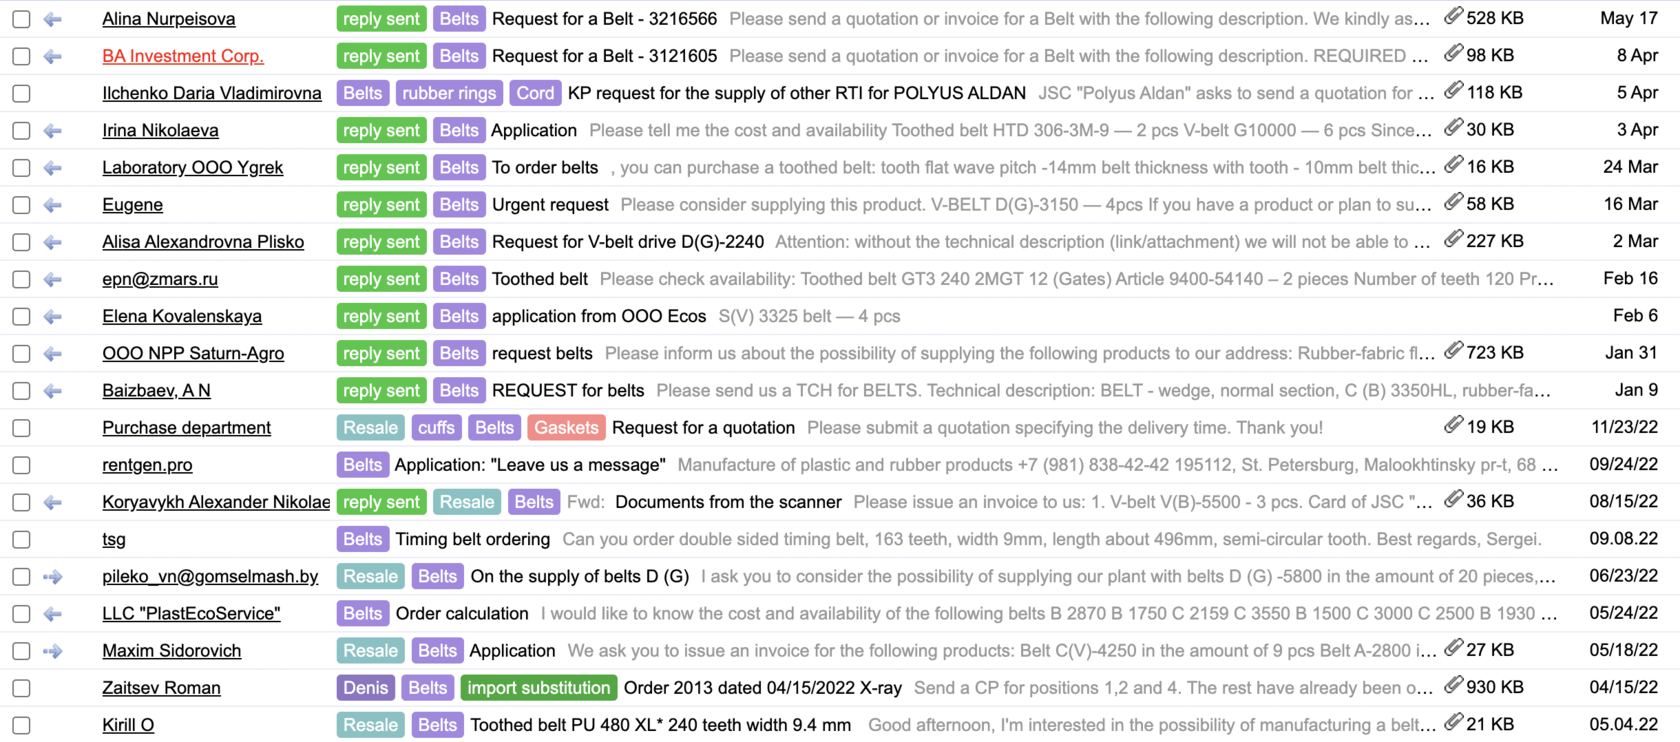 Alina Nurpeisova reply sent Belts Request for a Belt - 3216566 Please send a quotation or invoice for a Belt with the following description. We kindly as... 528 KB May 17
BA Investment Corp. reply sent Belts Request for a Belt - 3121605 Please send a quotation or invoice for a Belt with the following description. REQUIRED ... 98 KB 8 Apr
Ilchenko Daria Vladimirovna Belts rubber rings Cord KP request for the supply of other RTI for POLYUS ALDAN JSC "Polyus Aldan" asks to send a quotation for ... 118 KB 5 Apr
Irina Nikolaeva reply sent Belts Application Please tell me the cost and availability Toothed belt HTD 306-3M-9 — 2 pcs V-belt G10000 — 6 pcs Since... 30 KB 3 Apr
Laboratory OOO Ygrek reply sent Belts To order belts , you can purchase a toothed belt: tooth flat wave pitch -14mm belt thickness with tooth - 10mm belt thic... 16 KB 24 Mar
Eugene reply sent Belts Urgent request Please consider supplying this product. V-BELT D(G)-3150 — 4pcs If you have a product or plan to su... 58 KB 16 Mar
Alisa Alexandrovna Plisko reply sent Belts Request for V-belt drive D(G)-2240 Attention: without the technical description (link/attachment) we will not be able to ... 227 KB 2 Mar
epn@zmars.ru reply sent Belts Toothed belt Please check availability: Toothed belt GT3 240 2MGT 12 (Gates) Article 9400-54140 – 2 pieces Number of teeth 120 Pr... Feb 16
Elena Kovalenskaya reply sent Belts application from OOO Ecos S(V) 3325 belt — 4 pcs Feb 6
OOO NPP Saturn-Agro reply sent Belts request belts Please inform us about the possibility of supplying the following products to our address: Rubber-fabric fl... 723 KB Jan 31
Baizbaev, A N reply sent Belts REQUEST for belts Please send us a TCH for BELTS. Technical description: BELT - wedge, normal section, C (B) 3350HL, rubber-fa... Jan 9
Purchase department Resale cuffs Belts Gaskets Request for a quotation Please submit a quotation specifying the delivery time. Thank you! 19 KB 11/23/22
rentgen.pro Belts Application: "Leave us a message" Manufacture of plastic and rubber products +7 (981) 838-42-42 195112, St. Petersburg, Malookhtinsky pr-t, 68 ... 09/24/22
Koryavykh Alexander Nikolae reply sent Resale Belts Fwd: Documents from the scanner Please issue an invoice to us: 1. V-belt V(B)-5500 - 3 pcs. Card of JSC "... 36 KB 08/15/22
tsg Belts Timing belt ordering Can you order double sided timing belt, 163 teeth, width 9mm, length about 496mm, semi-circular tooth. Best regards, Sergei. 09.08.22
pileko_vn@gomselmash.by Resale Belts On the supply of belts D (G) I ask you to consider the possibility of supplying our plant with belts D (G) -5800 in the amount of 20 pieces,... 06/23/22
LLC "PlastEcoService" Belts Order calculation I would like to know the cost and availability of the following belts B 2870 B 1750 C 2159 C 3550 B 1500 C 3000 C 2500 B 1930 ... 05/24/22
Maxim Sidorovich Resale Belts Application We ask you to issue an invoice for the following products: Belt C(V)-4250 in the amount of 9 pcs Belt A-2800 i... 27 KB 05/18/22
Zaitsev Roman Denis Belts import substitution Order 2013 dated 04/15/2022 X-ray Send a CP for positions 1,2 and 4. The rest have already been o... 930 KB 04/15/22
Kirill O Resale Belts Toothed belt PU 480 XL* 240 teeth width 9.4 mm Good afternoon, I'm interested in the possibility of manufacturing a belt... 21 KB 05.04.22